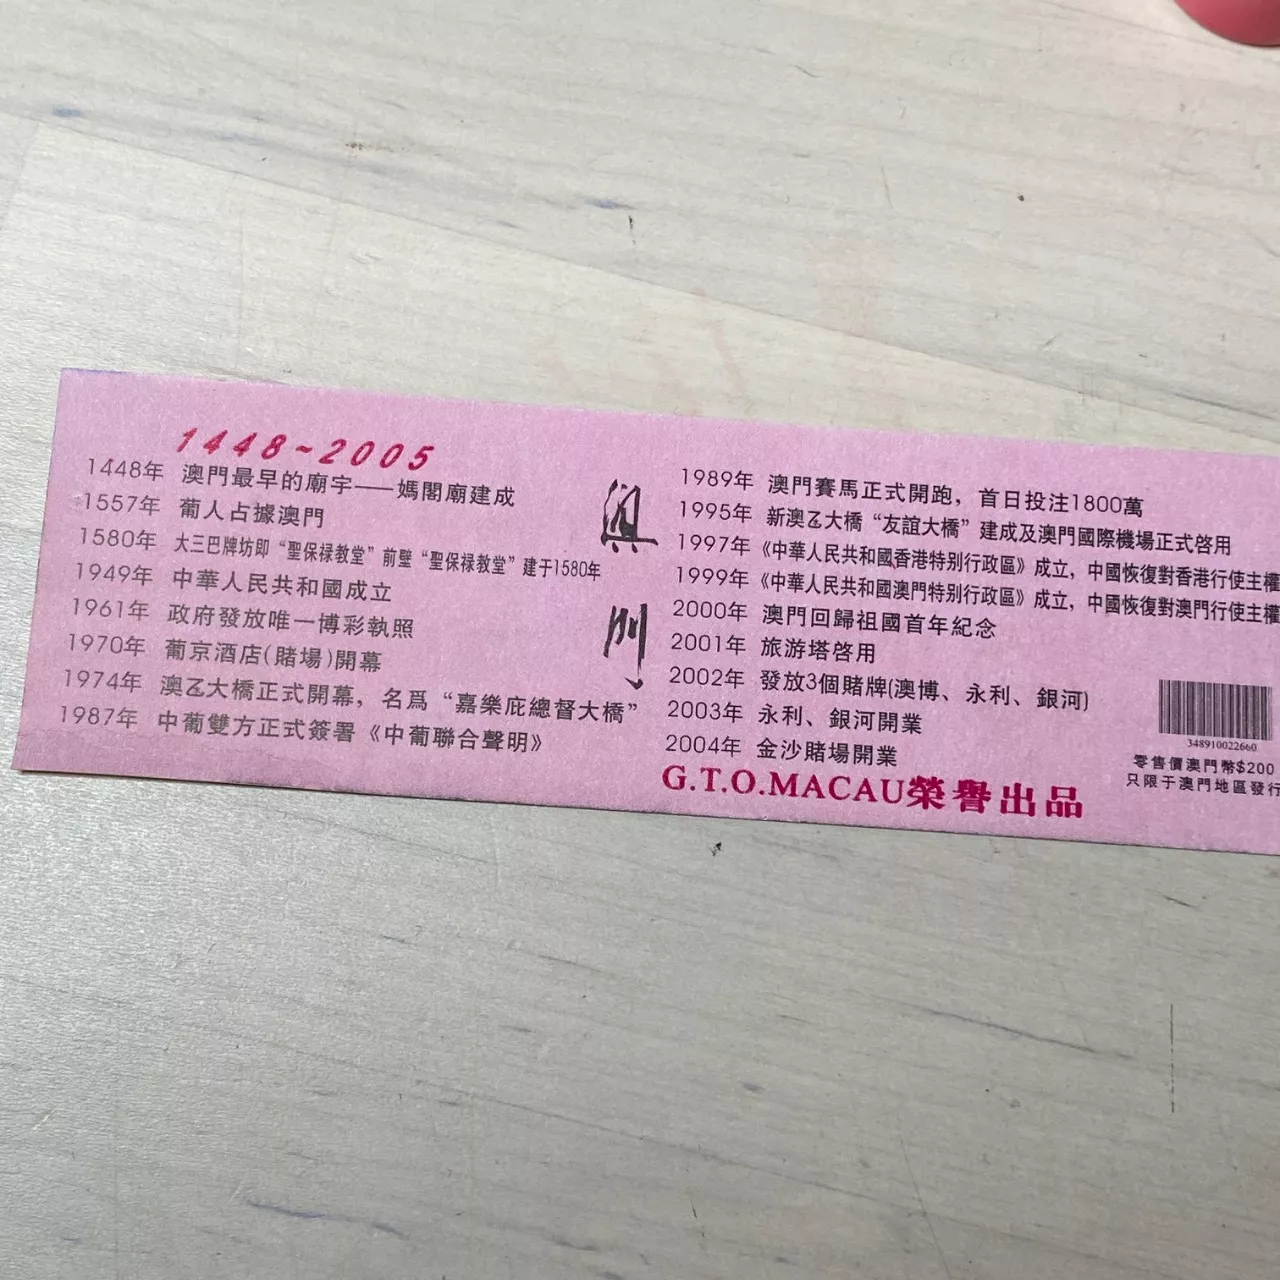 1448~2005
1448年 澳門最早的廟宇——媽閣廟建成
1557年 葡人占據澳門
1580年 大三巴牌坊即“聖保禄教堂”前壁“聖保禄教堂”建于1580年
1949年 中華人民共和國成立
1961年 政府發放唯一博彩執照
1970年 葡京酒店(賭場)開幕
1974年 澳乙大橋正式開幕，名爲“嘉樂庇總督大橋”
1987年 中葡雙方正式簽署《中葡聯合聲明》
1989年 澳門賽馬正式開跑，首日投注1800萬
1995年 新澳乙大橋“友誼大橋”建成及澳門國際機場正式啓用
1997年《中華人民共和國香港特别行政區》成立，中國恢復對香港行使主權
1999年《中華人民共和國澳門特别行政區》成立，中國恢復對澳門行使主權
2000年 澳門回歸祖國首年紀念
2001年 旅游塔啓用
2002年 發放3個賭牌(澳博、永利、銀河)
2003年 永利、銀河開業
2004年 金沙賭場開業
G.T.O.MACAU榮譽出品
348910022660
零售價澳門幣$200
只限于澳門地區發行